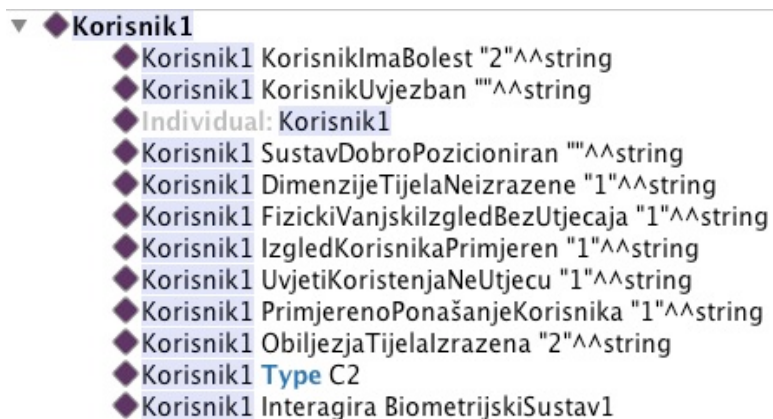 Korisnik1
Korisnik1 KorisnikImaBolest "2"^^string
Korisnik1 KorisnikUvjezban ""^^string
Individual: Korisnik1
Korisnik1 SustavDobroPozicioniran ""^^string
Korisnik1 DimenzijeTijelaNeizrazene "1"^^string
Korisnik1 FizickiVanjskiIzgledBezUtjecaja "1"^^string
Korisnik1 IzgledKorisnikaPrimjeren "1"^^string
Korisnik1 UvjetiKoristenjaNeUtjecu "1"^^string
Korisnik1 PrimjerenoPonašanjeKorisnika "1"^^string
Korisnik1 ObiljezjaTijelaIzrazena "2"^^string
Korisnik1 Type C2
Korisnik1 Interagira BiometrijskiSustav1